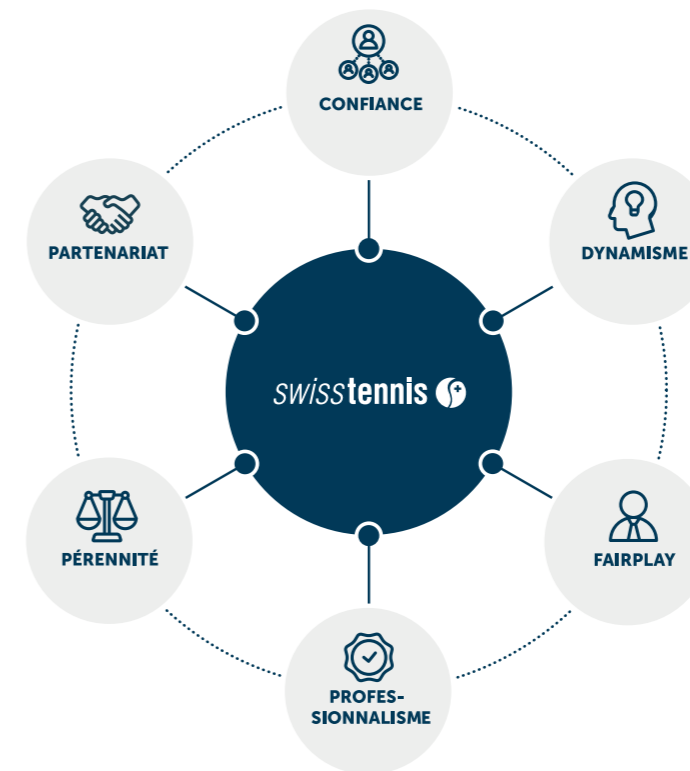 CONFIANCE
DYNAMISME
PARTENARIAT
swisstennis
PÉRENNITÉ
FAIRPLAY
PROFES-
SIONNALISME